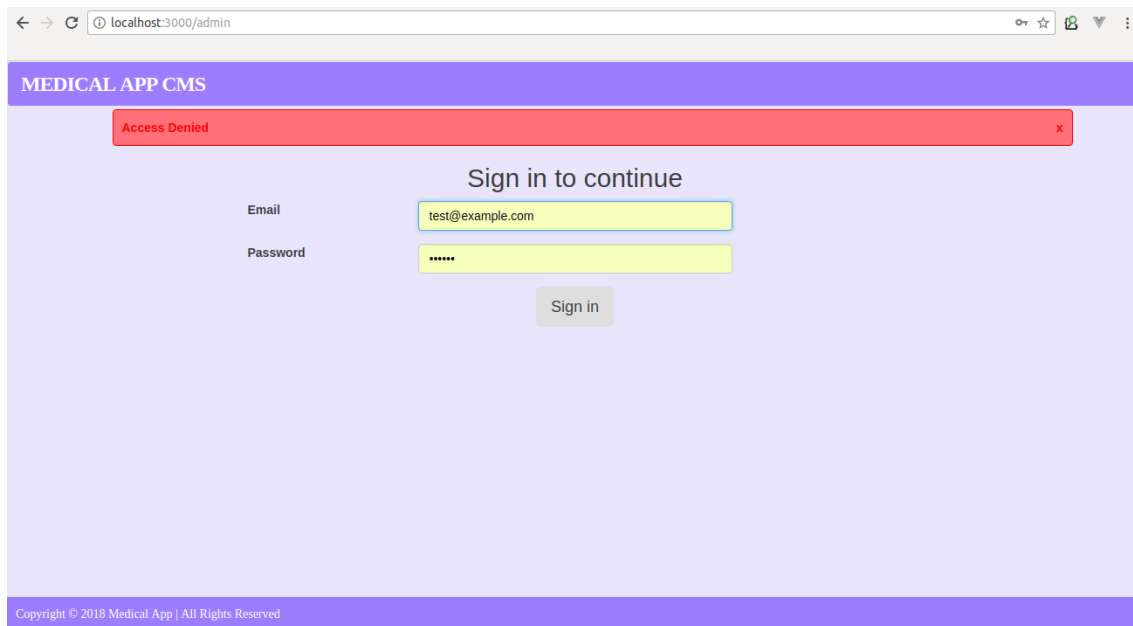 localhost:3000/admin
MEDICAL APP CMS
Access Denied x
Sign in to continue
Email test@example.com
Password ••••••
Sign in
Copyright © 2018 Medical App | All Rights Reserved